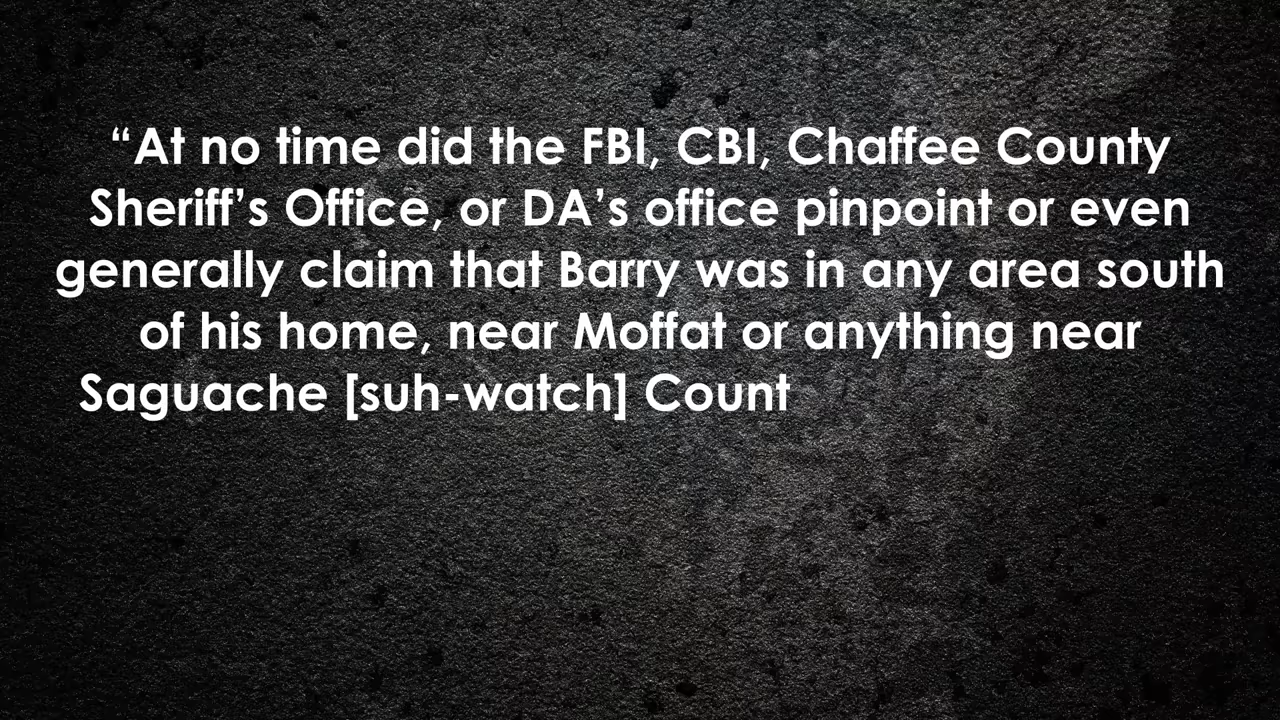 “At no time did the FBI, CBI, Chaffee County
Sheriff’s Office, or DA’s office pinpoint or even
generally claim that Barry was in any area south
of his home, near Moffat or anything near
Saguache [suh-watch] Count